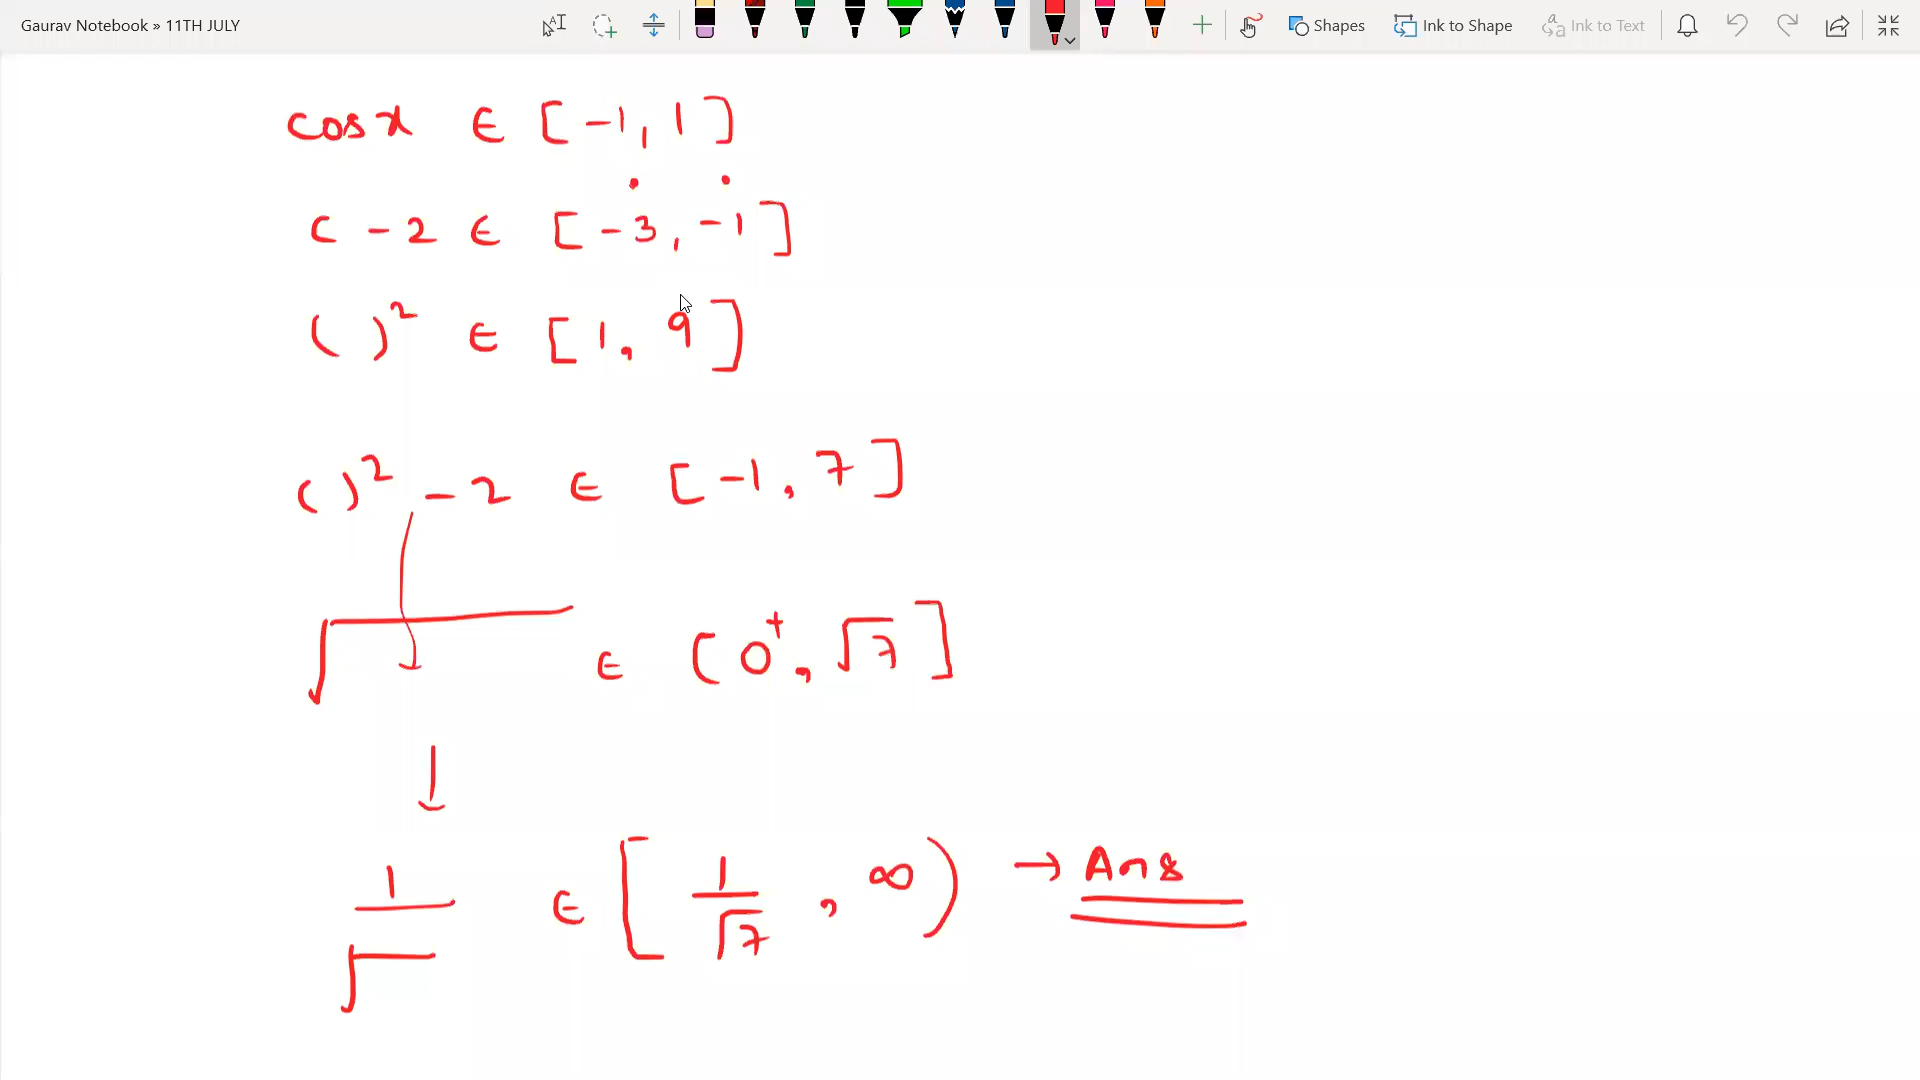 Gaurav Notebook » 11TH JULY
Shapes
Ink to Shape
Ink to Text
cos x ∈ [-1, 1]
c - 2 ∈ [-3, -1]
( )² ∈ [1, 9]
( )² - 2 ∈ [-1, 7]
√ ∈ (0⁺, √7]
1/√ ∈ [1/√7, ∞) → Ans